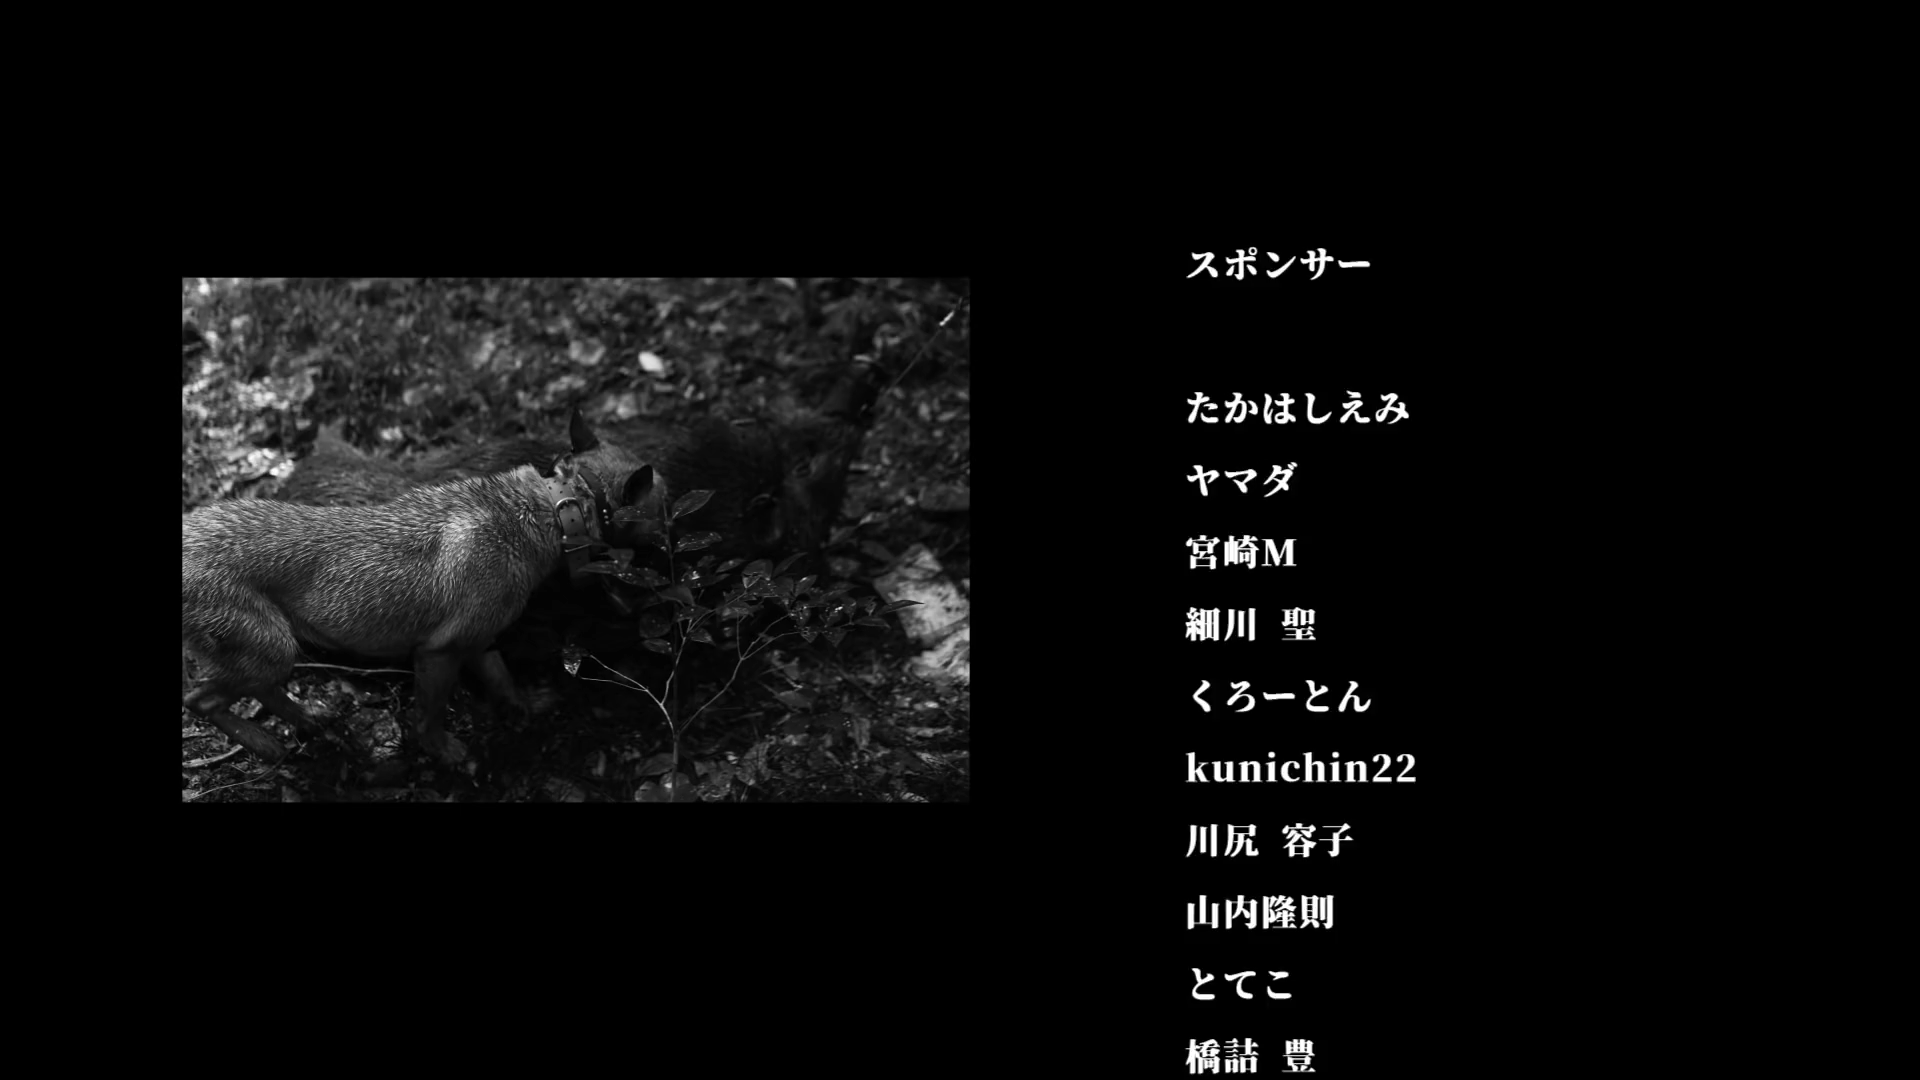 スポンサー
たかはしえみ
ヤマダ
宮崎M
細川 聖
くろーとん
kunichin22
川尻 容子
山内隆則
とてこ
橋詰 豊